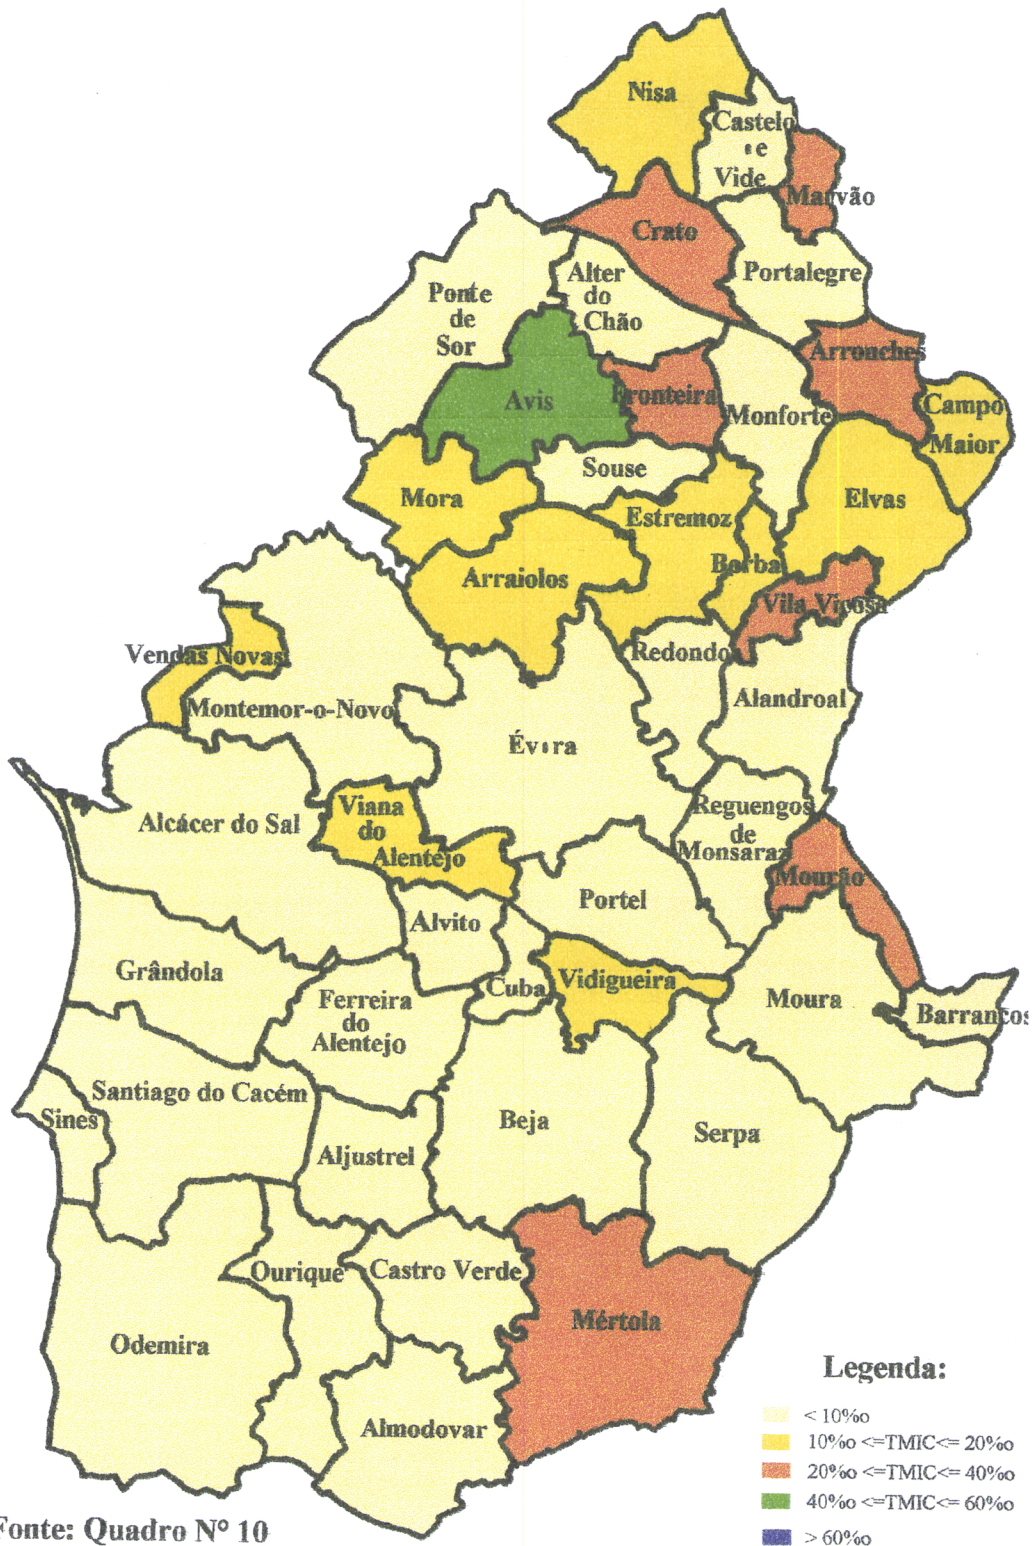 Nisa
Castelo
e
Vide
Marvão
Crato
Portalegre
Alter
do
Chão
Ponte
de
Sor
Arronches
Avis
Fronteira
Monforte
Campo
Maior
Souse
Mora
Elvas
Estremoz
Borba
Arraiolos
Vila Viçosa
Vendas Novas
Redondo
Montemor-o-Novo
Alandroal
Évora
Viana
do
Alentejo
Reguengos
de
Monsaraz
Alcácer do Sal
Mourão
Portel
Alvito
Grândola
Vidigueira
Cuba
Ferreira
do
Alentejo
Moura
Barrancos
Santiago do Cacém
Sines
Beja
Serpa
Aljustrel
Ourique
Castro Verde
Mértola
Odemira
Almodovar
Legenda:
< 10‰
10‰ <=TMIC<= 20‰
20‰ <=TMIC<= 40‰
40‰ <=TMIC<= 60‰
> 60‰
Fonte: Quadro Nº 10